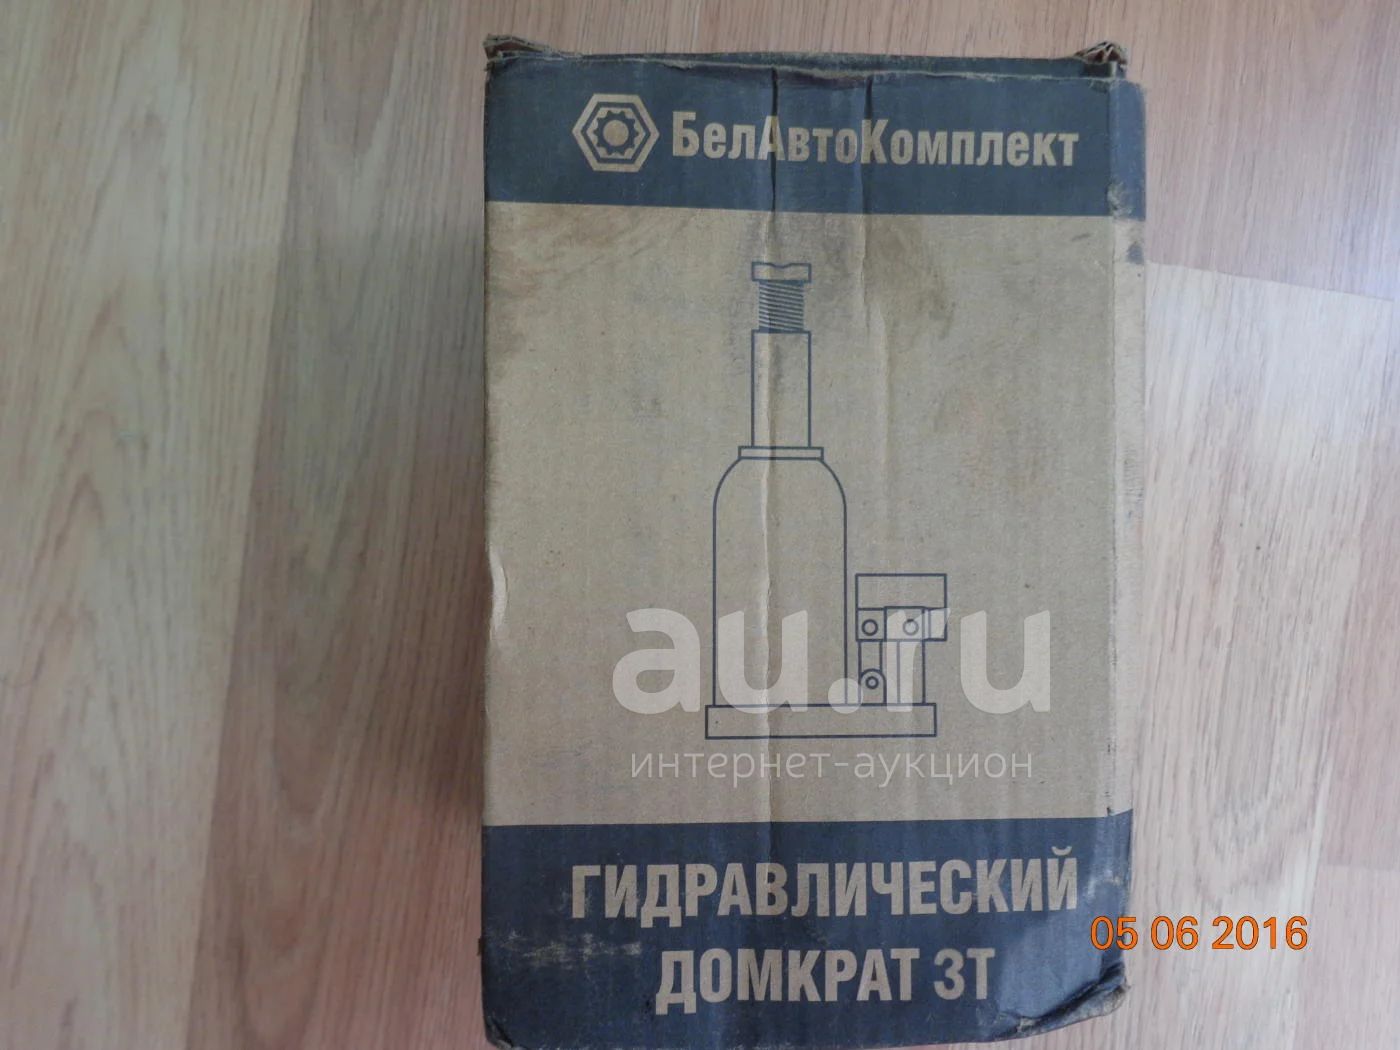 БелАвтоКомплект
au.ru
интернет-аукцион
ГИДРАВЛИЧЕСКИЙ
ДОМКРАТ 3Т
05 06 2016